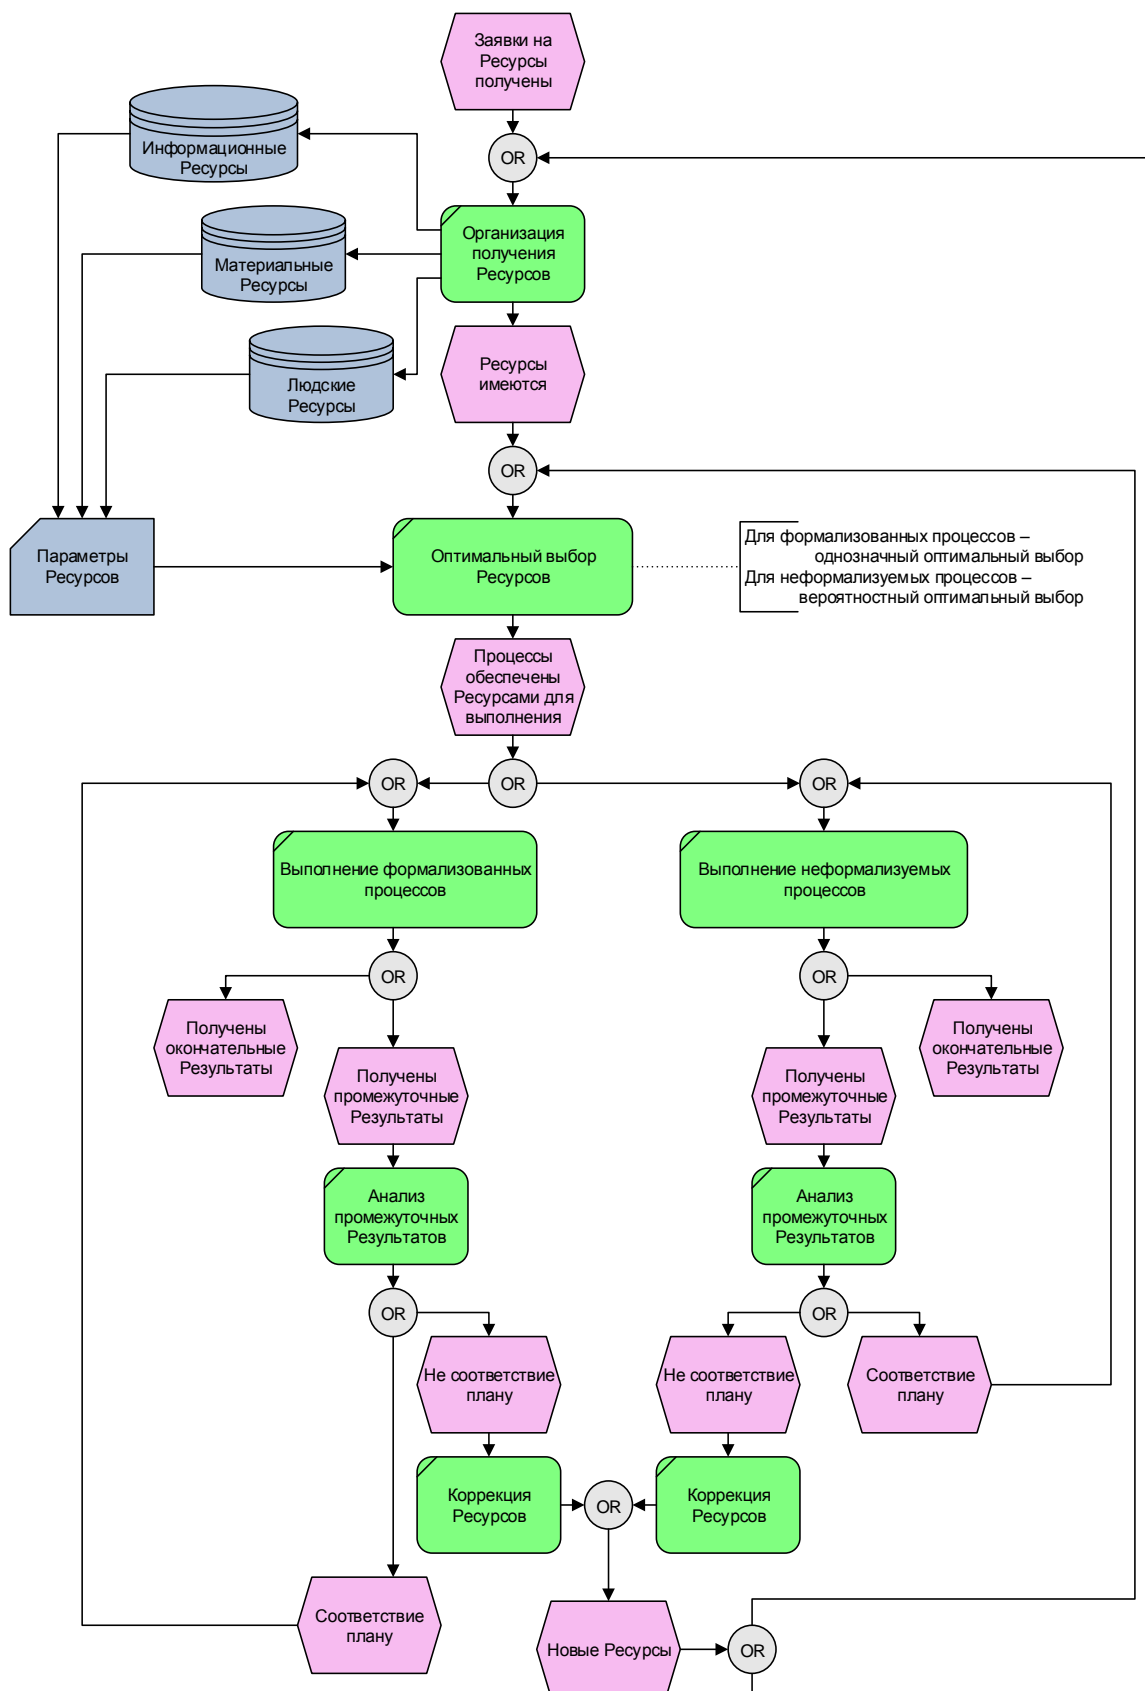 Заявки на
Ресурсы
получены
OR
Информационные
Ресурсы
Организация
получения
Ресурсов
Материальные
Ресурсы
Людские
Ресурсы
Ресурсы
имеются
OR
Параметры
Ресурсов
Оптимальный выбор
Ресурсов
Для формализованных процессов –
однозначный оптимальный выбор
Для неформализуемых процессов –
вероятностный оптимальный выбор
Процессы
обеспечены
Ресурсами для
выполнения
OR
OR
OR
Выполнение формализованных
процессов
Выполнение неформализуемых
процессов
OR
OR
Получены
окончательные
Результаты
Получены
промежуточные
Результаты
Получены
промежуточные
Результаты
Получены
окончательные
Результаты
Анализ
промежуточных
Результатов
Анализ
промежуточных
Результатов
OR
OR
Не соответствие
плану
Не соответствие
плану
Соответствие
плану
Коррекция
Ресурсов
OR
Коррекция
Ресурсов
Соответствие
плану
Новые Ресурсы
OR